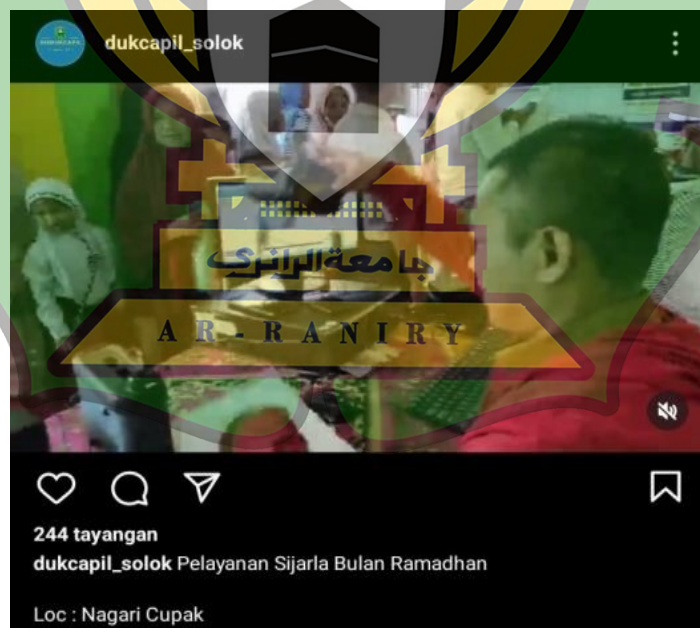 dukcapil_solok
جامعة الرانري
AR-RANIRY
244 tayangan
dukcapil_solok Pelayanan Sijarla Bulan Ramadhan
Loc : Nagari Cupak